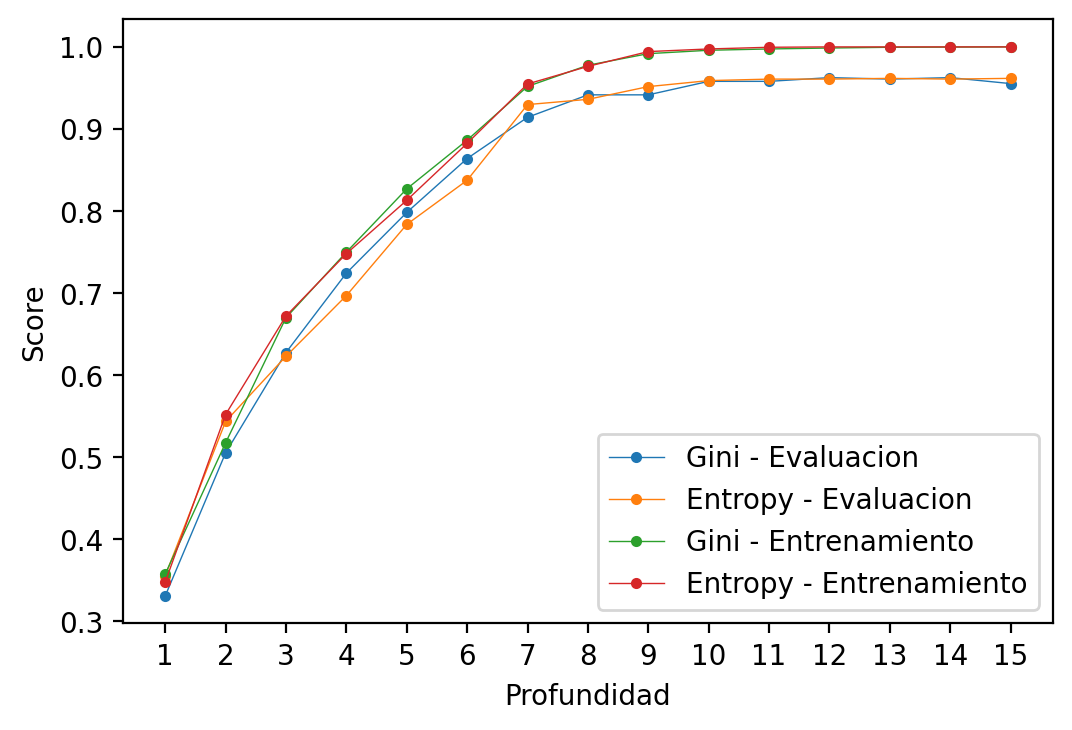 1.0
0.9
0.8
0.7
0.6
0.5
0.4
0.3
Score
Gini - Evaluacion
Entropy - Evaluacion
Gini - Entrenamiento
Entropy - Entrenamiento
1 2 3 4 5 6 7 8 9 10 11 12 13 14 15
Profundidad